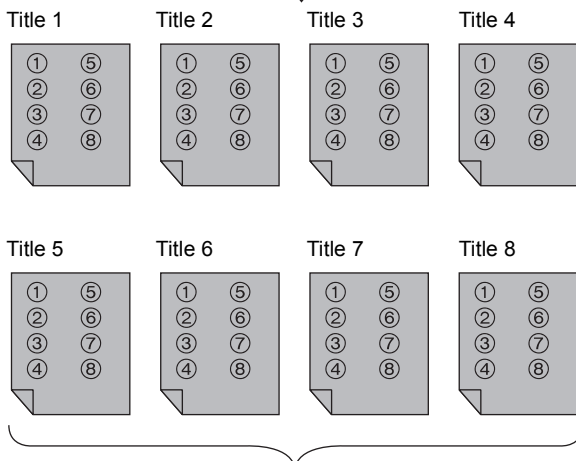 Title 1 Title 2 Title 3 Title 4
① ⑤ ① ⑤ ① ⑤ ① ⑤
② ⑥ ② ⑥ ② ⑥ ② ⑥
③ ⑦ ③ ⑦ ③ ⑦ ③ ⑦
④ ⑧ ④ ⑧ ④ ⑧ ④ ⑧
Title 5 Title 6 Title 7 Title 8
① ⑤ ① ⑤ ① ⑤ ① ⑤
② ⑥ ② ⑥ ② ⑥ ② ⑥
③ ⑦ ③ ⑦ ③ ⑦ ③ ⑦
④ ⑧ ④ ⑧ ④ ⑧ ④ ⑧